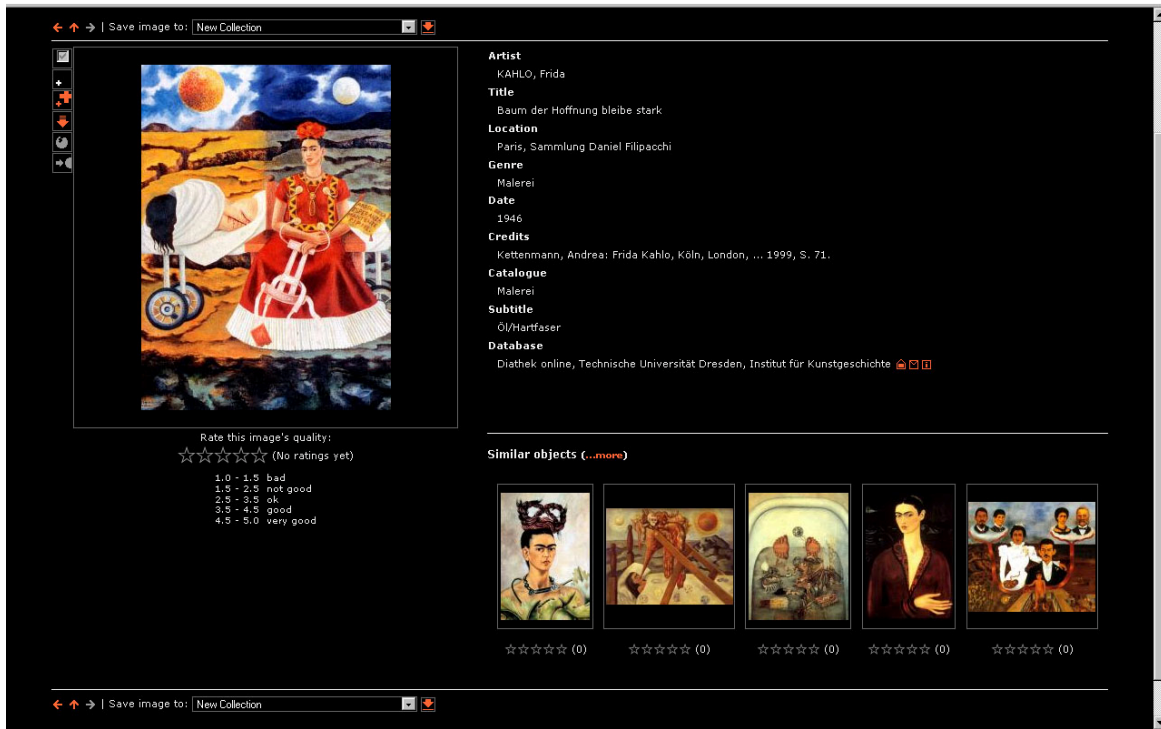 | Save image to: New Collection
Artist
KAHLO, Frida
Title
Baum der Hoffnung bleibe stark
Location
Paris, Sammlung Daniel Filipacchi
Genre
Malerei
Date
1946
Credits
Kettenmann, Andrea: Frida Kahlo, Köln, London, ... 1999, S. 71.
Catalogue
Malerei
Subtitle
Öl/Hartfaser
Database
Diathek online, Technische Universität Dresden, Institut für Kunstgeschichte
Rate this image's quality:
(No ratings yet)
1.0 - 1.5 bad
1.5 - 2.5 not good
2.5 - 3.5 ok
3.5 - 4.5 good
4.5 - 5.0 very good
Similar objects (...more)
(0) (0) (0) (0) (0)
| Save image to: New Collection